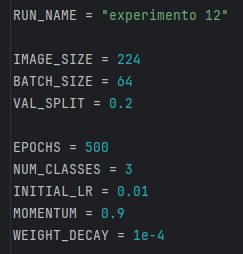 RUN_NAME = "experimento 12"
IMAGE_SIZE = 224
BATCH_SIZE = 64
VAL_SPLIT = 0.2
EPOCHS = 500
NUM_CLASSES = 3
INITIAL_LR = 0.01
MOMENTUM = 0.9
WEIGHT_DECAY = 1e-4